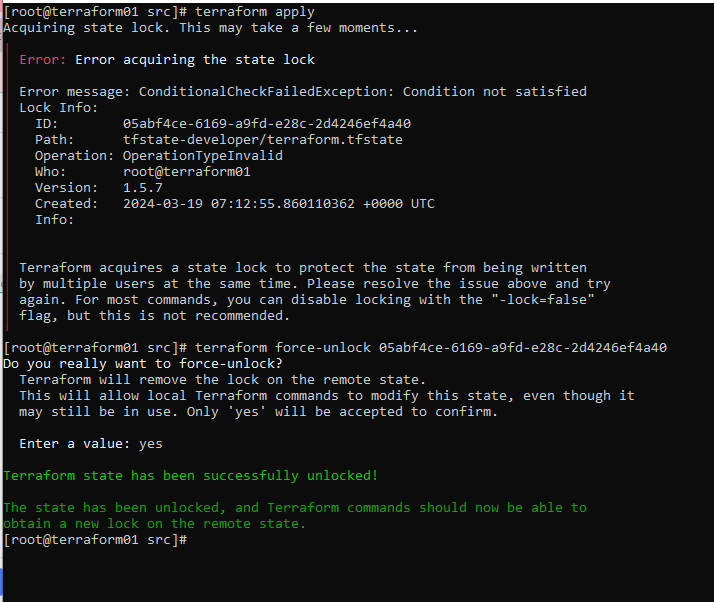 [root@terraform01 src]# terraform apply
Acquiring state lock. This may take a few moments...
Error: Error acquiring the state lock
Error message: ConditionalCheckFailedException: Condition not satisfied
Lock Info:
ID:        05abf4ce-6169-a9fd-e28c-2d4246ef4a40
Path:      tfstate-developer/terraform.tfstate
Operation: OperationTypeInvalid
Who:       root@terraform01
Version:   1.5.7
Created:   2024-03-19 07:12:55.860110362 +0000 UTC
Info:
Terraform acquires a state lock to protect the state from being written
by multiple users at the same time. Please resolve the issue above and try
again. For most commands, you can disable locking with the "-lock=false"
flag, but this is not recommended.
[root@terraform01 src]# terraform force-unlock 05abf4ce-6169-a9fd-e28c-2d4246ef4a40
Do you really want to force-unlock?
Terraform will remove the lock on the remote state.
This will allow local Terraform commands to modify this state, even though it
may still be in use. Only 'yes' will be accepted to confirm.
Enter a value: yes
Terraform state has been successfully unlocked!
The state has been unlocked, and Terraform commands should now be able to
obtain a new lock on the remote state.
[root@terraform01 src]#